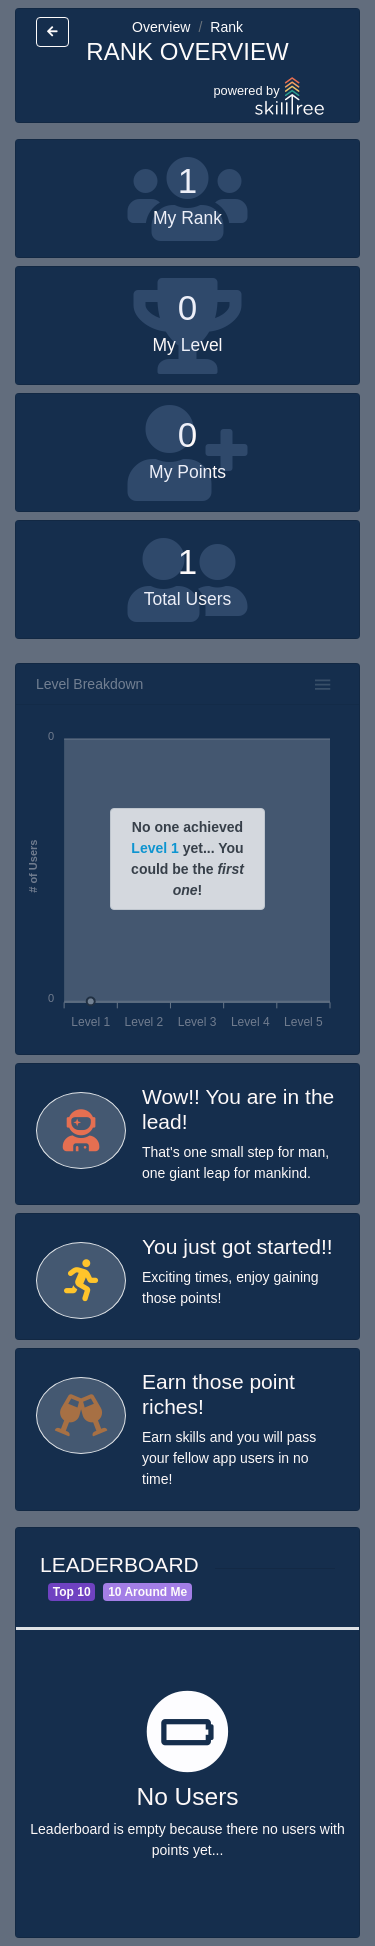 Overview / Rank
RANK OVERVIEW
powered by
skilltree
1
My Rank
0
My Level
0
My Points
1
Total Users
Level Breakdown
0
# of Users
No one achieved
Level 1 yet... You
could be the first
one!
0
Level 1 Level 2 Level 3 Level 4 Level 5
Wow!! You are in the
lead!
That's one small step for man,
one giant leap for mankind.
You just got started!!
Exciting times, enjoy gaining
those points!
Earn those point
riches!
Earn skills and you will pass
your fellow app users in no
time!
LEADERBOARD
Top 10 10 Around Me
No Users
Leaderboard is empty because there no users with
points yet...